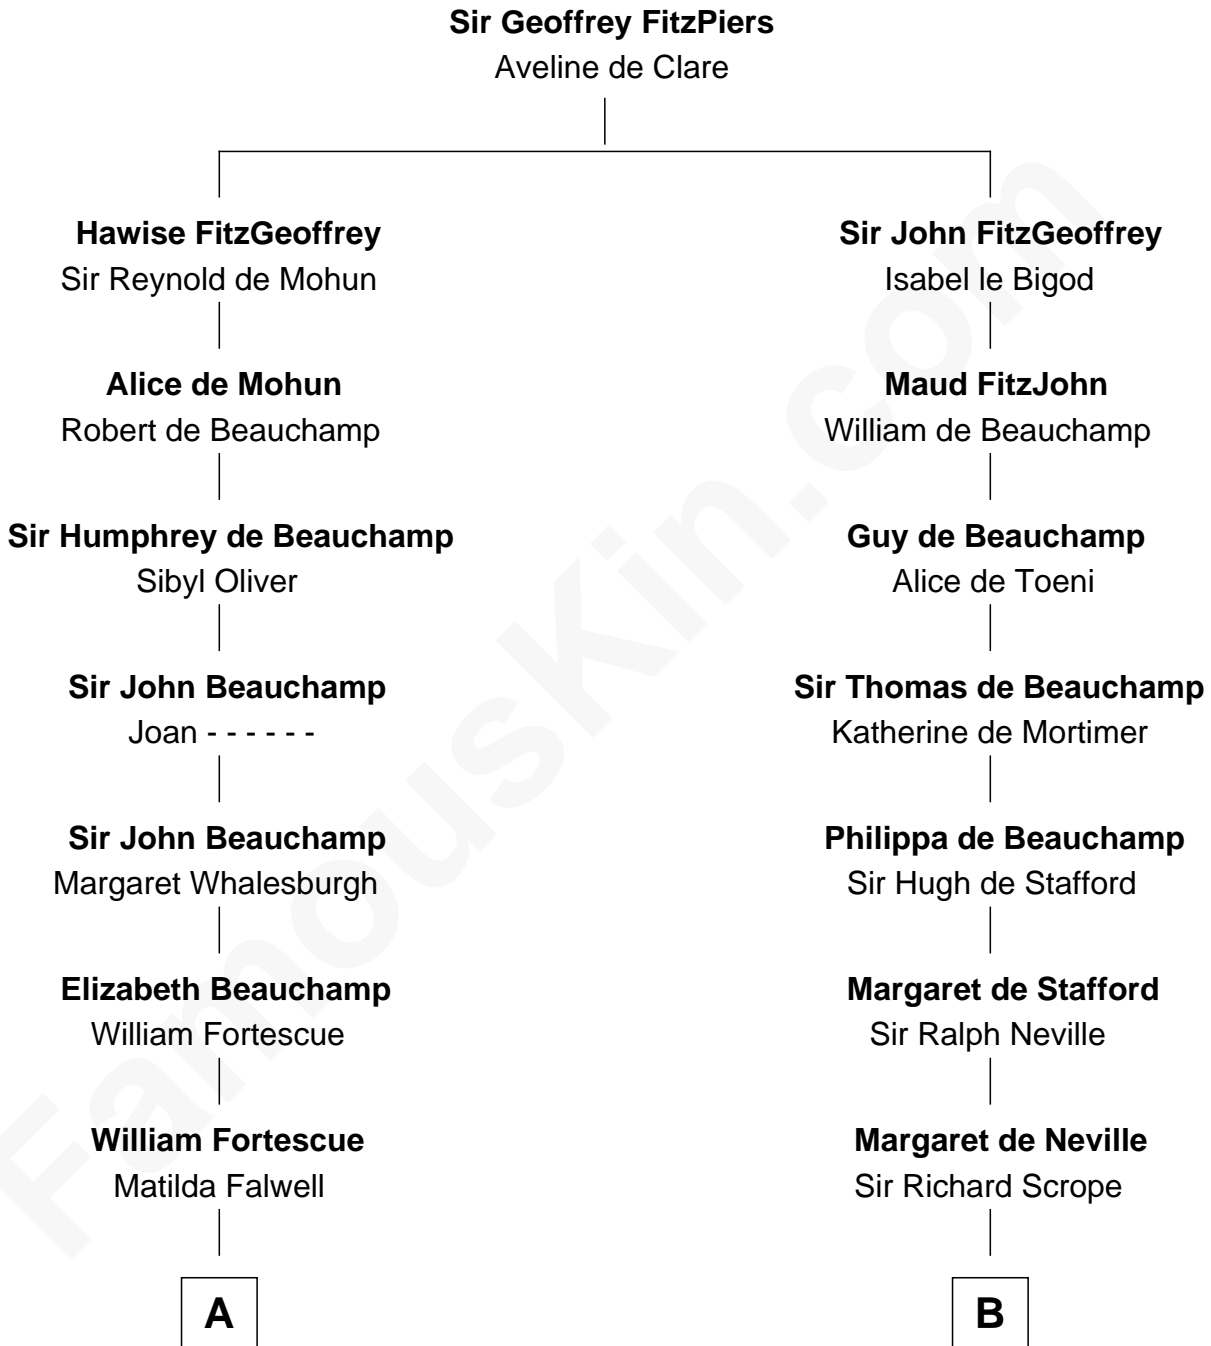 Sir Geoffrey FitzPiers
Aveline de Clare
Hawise FitzGeoffrey
Sir Reynold de Mohun
Alice de Mohun
Robert de Beauchamp
Sir Humphrey de Beauchamp
Sibyl Oliver
Sir John Beauchamp
Joan - - - - - -
Sir John Beauchamp
Margaret Whalesburgh
Elizabeth Beauchamp
William Fortescue
William Fortescue
Matilda Falwell
A
Sir John FitzGeoffrey
Isabel le Bigod
Maud FitzJohn
William de Beauchamp
Guy de Beauchamp
Alice de Toeni
Sir Thomas de Beauchamp
Katherine de Mortimer
Philippa de Beauchamp
Sir Hugh de Stafford
Margaret de Stafford
Sir Ralph Neville
Margaret de Neville
Sir Richard Scrope
B
FamousKin.com